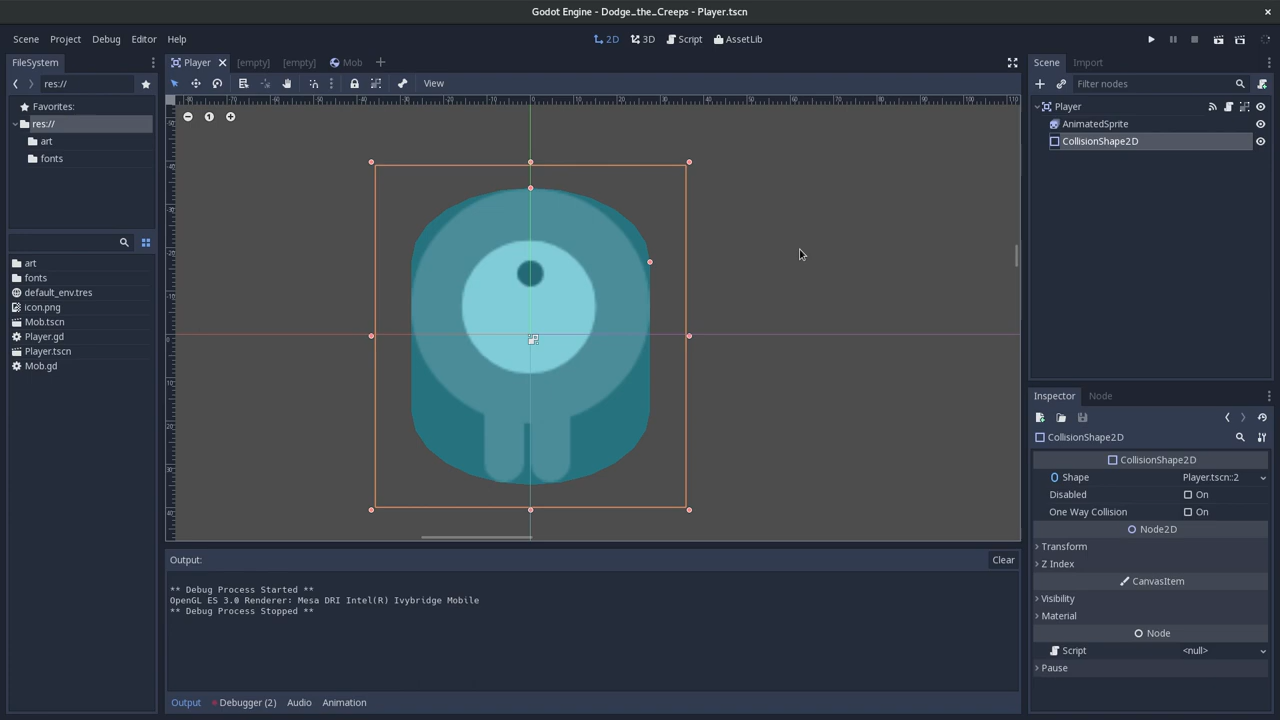 Godot Engine - Dodge_the_Creeps - Player.tscn
Scene Project Debug Editor Help
2D 3D Script AssetLib
FileSystem
res://
Favorites:
res://
art
fonts
art
fonts
default_env.tres
icon.png
Mob.tscn
Player.gd
Player.tscn
Mob.gd
Player [empty] [empty] Mob
View
Output:
Clear
** Debug Process Started **
OpenGL ES 3.0 Renderer: Mesa DRI Intel(R) Ivybridge Mobile
** Debug Process Stopped **
Output Debugger (2) Audio Animation
Scene Import
Filter nodes
Player
AnimatedSprite
CollisionShape2D
Inspector Node
CollisionShape2D
CollisionShape2D
Shape Player.tscn::2
Disabled On
One Way Collision On
Node2D
Transform
Z Index
CanvasItem
Visibility
Material
Node
Script <null>
Pause